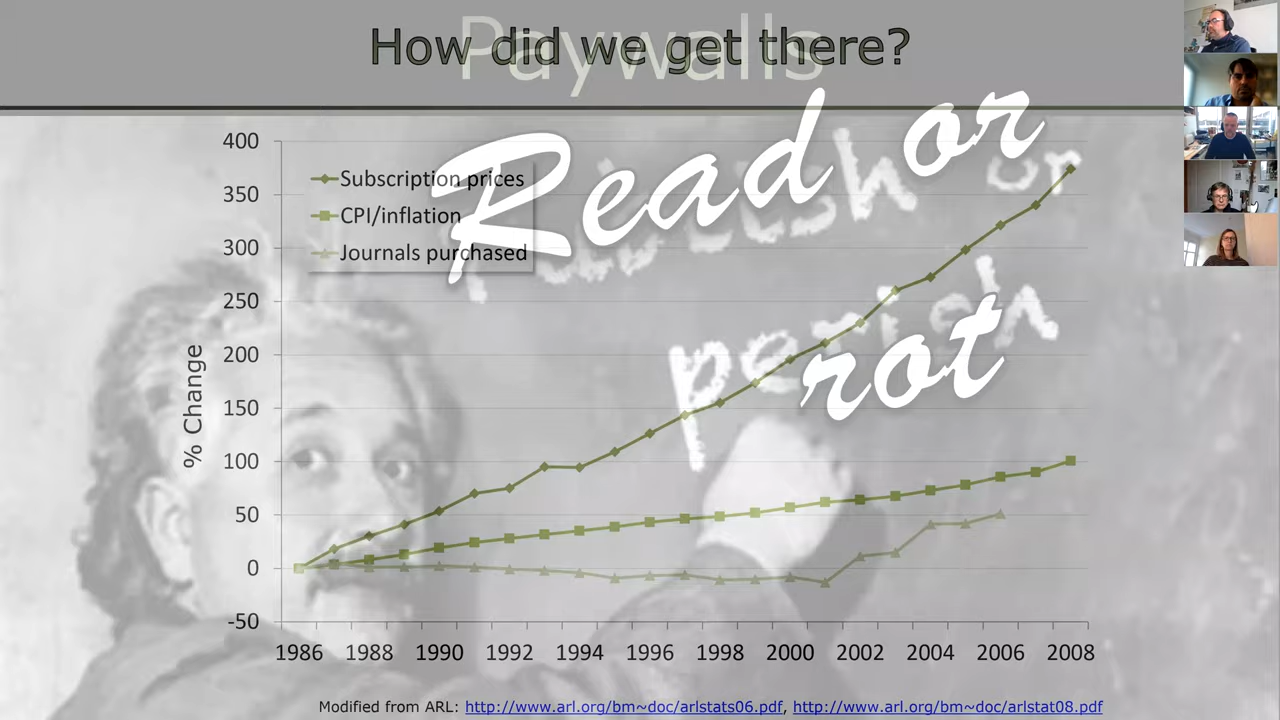 Paywalls
How did we get there?
Read or
rot
Publish or
perish
400
350
300
250
200
150
100
50
0
-50
% Change
Subscription prices
CPI/inflation
Journals purchased
1986 1988 1990 1992 1994 1996 1998 2000 2002 2004 2006 2008
Modified from ARL: http://www.arl.org/bm~doc/arlstats06.pdf, http://www.arl.org/bm~doc/arlstat08.pdf